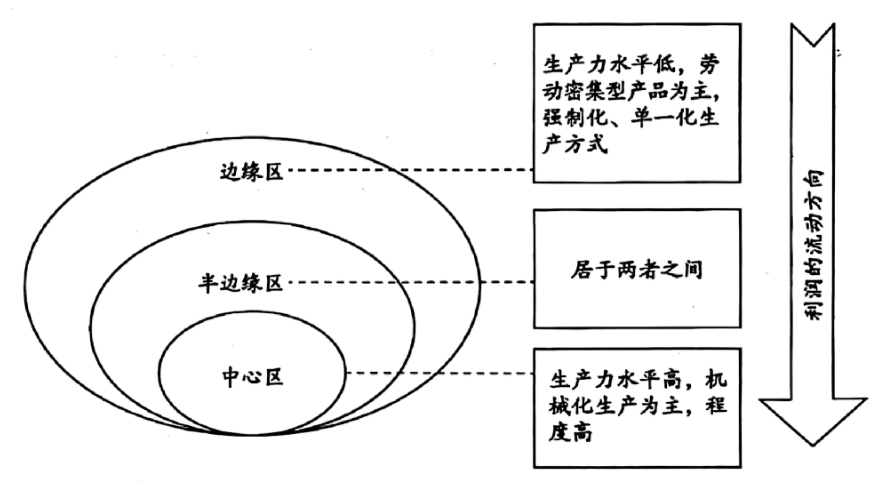 生产力水平低，劳
动密集型产品为主，
强制化、单一化生
产方式
边缘区
居于两者之间
半边缘区
中心区
生产力水平高，机
械化生产为主，程
度高
利润的流动方向